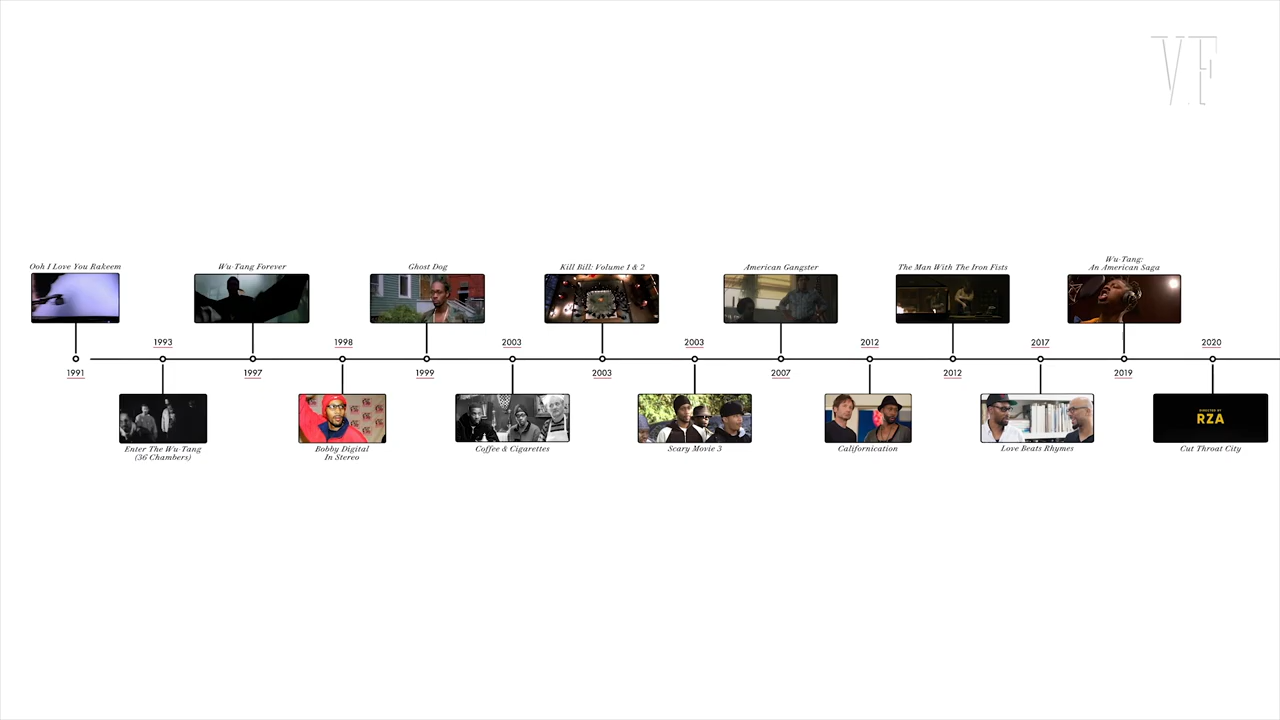 VF
Ooh I Love You Rakeem
Wu-Tang Forever
Ghost Dog
Kill Bill: Volume 1 & 2
American Gangster
The Man With The Iron Fists
Wu-Tang:
An American Saga
1993
1998
2003
2003
2012
2017
2020
1991
1997
1999
2003
2007
2012
2019
DIRECTED BY
RZA
Enter The Wu-Tang
(36 Chambers)
Bobby Digital
In Stereo
Coffee & Cigarettes
Scary Movie 3
Californication
Love Beats Rhymes
Cut Throat City